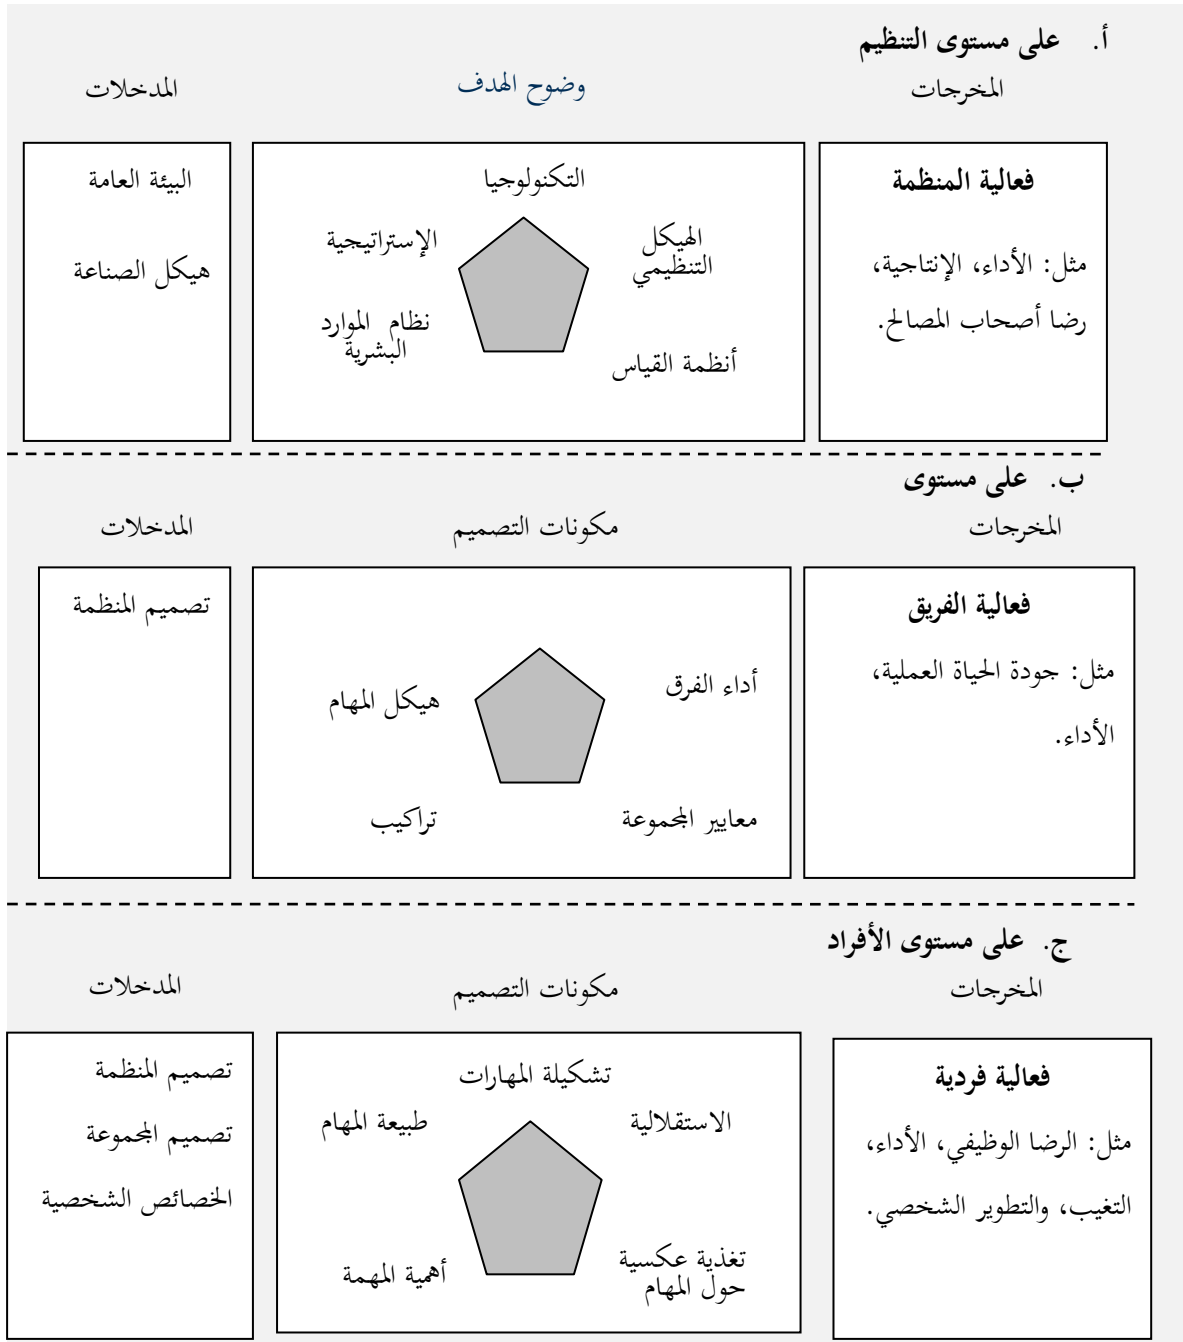 أ. على مستوى التنظيم
المخرجات
وضوح الهدف
المدخلات
فعالية المنظمة
مثل: الأداء، الإنتاجية،
رضا أصحاب المصالح.
التكنولوجيا
الهيكل
التنظيمي
الإستراتيجية
نظام الموارد
البشرية
أنظمة القياس
البيئة العامة
هيكل الصناعة
ب. على مستوى
المخرجات
مكونات التصميم
المدخلات
فعالية الفريق
مثل: جودة الحياة العملية،
الأداء.
أداء الفرق
هيكل المهام
معايير المجموعة
تراكيب
تصميم المنظمة
ج. على مستوى الأفراد
المخرجات
مكونات التصميم
المدخلات
فعالية فردية
مثل: الرضا الوظيفي، الأداء،
التغيب، والتطوير الشخصي.
تشكيلة المهارات
الاستقلالية
طبيعة المهام
تغذية عكسية
حول المهام
أهمية المهمة
تصميم المنظمة
تصميم المجموعة
الخصائص الشخصية